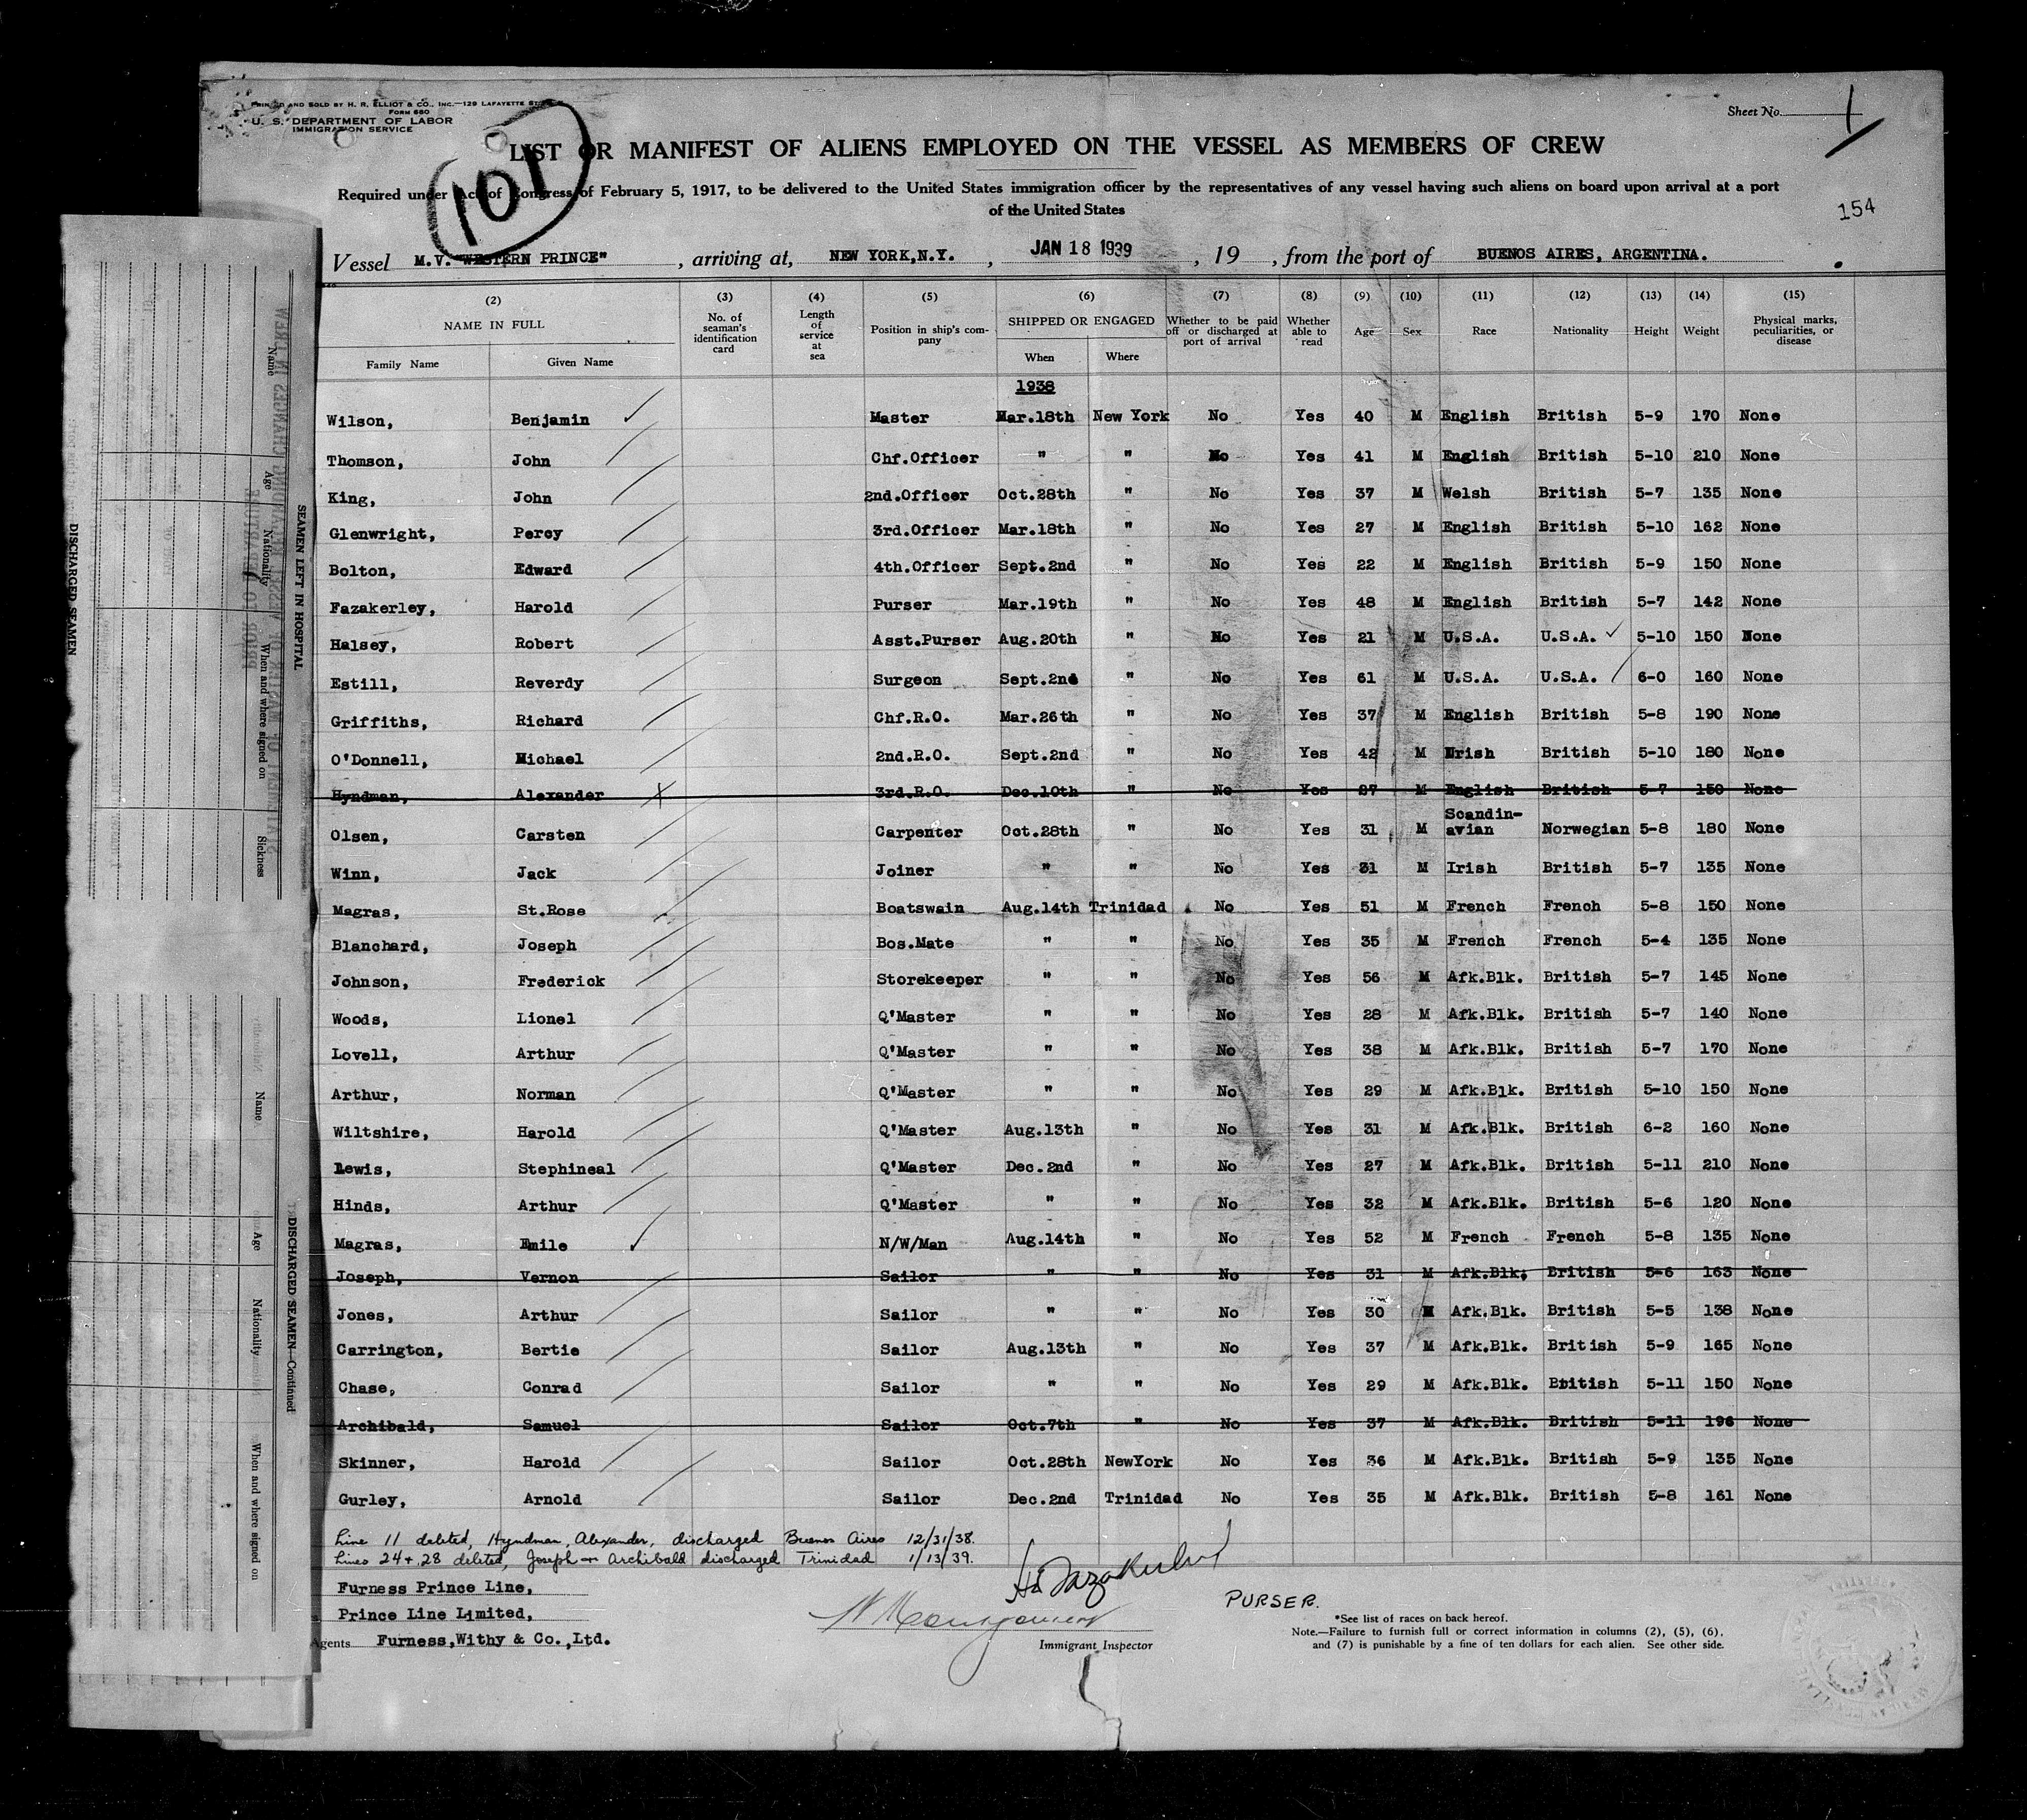 PRINTED AND SOLD BY H. R. ELLIOT & CO., INC.—129 LAFAYETTE ST.
FORM 680
U. S. DEPARTMENT OF LABOR
IMMIGRATION SERVICE
Sheet No. 1
LIST OR MANIFEST OF ALIENS EMPLOYED ON THE VESSEL AS MEMBERS OF CREW
101
Required under Act of Congress of February 5, 1917, to be delivered to the United States immigration officer by the representatives of any vessel having such aliens on board upon arrival at a port
of the United States
154
Vessel M.V. "WESTERN PRINCE" , arriving at, NEW YORK,N.Y. , JAN 18 1939 , 19 , from the port of BUENOS AIRES, ARGENTINA.
(2) (3) (4) (5) (6) (7) (8) (9) (10) (11) (12) (13) (14) (15)
NAME IN FULL No. of seaman's identification card Length of service at sea Position in ship's company SHIPPED OR ENGAGED Whether to be paid off or discharged at port of arrival Whether able to read Age Sex Race Nationality Height Weight Physical marks, peculiarities, or disease
Family Name Given Name When Where
1938
Wilson, Benjamin Master Mar.18th New York No Yes 40 M English British 5-9 170 None
Thomson, John Chf.Officer " " No Yes 41 M English British 5-10 210 None
King, John 2nd.Officer Oct.28th " No Yes 37 M Welsh British 5-7 135 None
Glenwright, Percy 3rd.Officer Mar.18th " No Yes 27 M English British 5-10 162 None
Bolton, Edward 4th.Officer Sept.2nd " No Yes 22 M English British 5-9 150 None
Fazakerley, Harold Purser Mar.19th " No Yes 48 M English British 5-7 142 None
Halsey, Robert Asst.Purser Aug.20th " No Yes 21 M U.S.A. U.S.A. 5-10 150 None
Estill, Reverdy Surgeon Sept.2nd " No Yes 61 M U.S.A. U.S.A. 6-0 160 None
Griffiths, Richard Chf.R.O. Mar.26th " No Yes 37 M English British 5-8 190 None
O'Donnell, Michael 2nd.R.O. Sept.2nd " No Yes 42 M Irish British 5-10 180 None
Hyndman, Alexander 3rd.R.O. Dec.10th " No Yes 27 M English British 5-7 150 None
Olsen, Carsten Carpenter Oct.28th " No Yes 31 M Scandin-avian Norwegian 5-8 180 None
Winn, Jack Joiner " " No Yes 31 M Irish British 5-7 135 None
Magras, St.Rose Boatswain Aug.14th Trinidad No Yes 51 M French French 5-8 150 None
Blanchard, Joseph Bos.Mate " " No Yes 35 M French French 5-4 135 None
Johnson, Frederick Storekeeper " " No Yes 56 M Afk.Blk. British 5-7 145 None
Woods, Lionel Q'Master " " No Yes 28 M Afk.Blk. British 5-7 140 None
Lovell, Arthur Q'Master " " No Yes 38 M Afk.Blk. British 5-7 170 None
Arthur, Norman Q'Master " " No Yes 29 M Afk.Blk. British 5-10 150 None
Wiltshire, Harold Q'Master Aug.13th " No Yes 31 M Afk.Blk. British 6-2 160 None
Lewis, Stephineal Q'Master Dec.2nd " No Yes 27 M Afk.Blk. British 5-11 210 None
Hinds, Arthur Q'Master " " No Yes 32 M Afk.Blk. British 5-6 120 None
Magras, Emile N/W/Man Aug.14th " No Yes 52 M French French 5-8 135 None
Joseph, Vernon Sailor " " No Yes 31 M Afk.Blk. British 5-6 163 None
Jones, Arthur Sailor " " No Yes 30 M Afk.Blk. British 5-5 138 None
Carrington, Bertie Sailor Aug.13th " No Yes 37 M Afk.Blk. British 5-9 165 None
Chase, Conrad Sailor " " No Yes 29 M Afk.Blk. British 5-11 150 None
Archibald, Samuel Sailor Oct.7th " No Yes 37 M Afk.Blk. British 5-11 196 None
Skinner, Harold Sailor Oct.28th NewYork No Yes 36 M Afk.Blk. British 5-9 135 None
Gurley, Arnold Sailor Dec.2nd Trinidad No Yes 35 M Afk.Blk. British 5-8 161 None
Line 11 deleted, Hyndman, Alexander, discharged Buenos Aires 12/31/38.
Lines 24 + 28 deleted, Joseph Archibald discharged Trinidad 1/13/39.
Furness Prince Line,
Prince Line Limited,
Agents Furness,Withy & Co.,Ltd.
PURSER.
Immigrant Inspector
*See list of races on back hereof.
Note.—Failure to furnish full or correct information in columns (2), (5), (6),
and (7) is punishable by a fine of ten dollars for each alien. See other side.
SEAMEN LEFT IN HOSPITAL
Name Age Nationality When and where signed on Sickness
DISCHARGED SEAMEN
DISCHARGED SEAMEN—Continued
Name Age Nationality When and where signed on